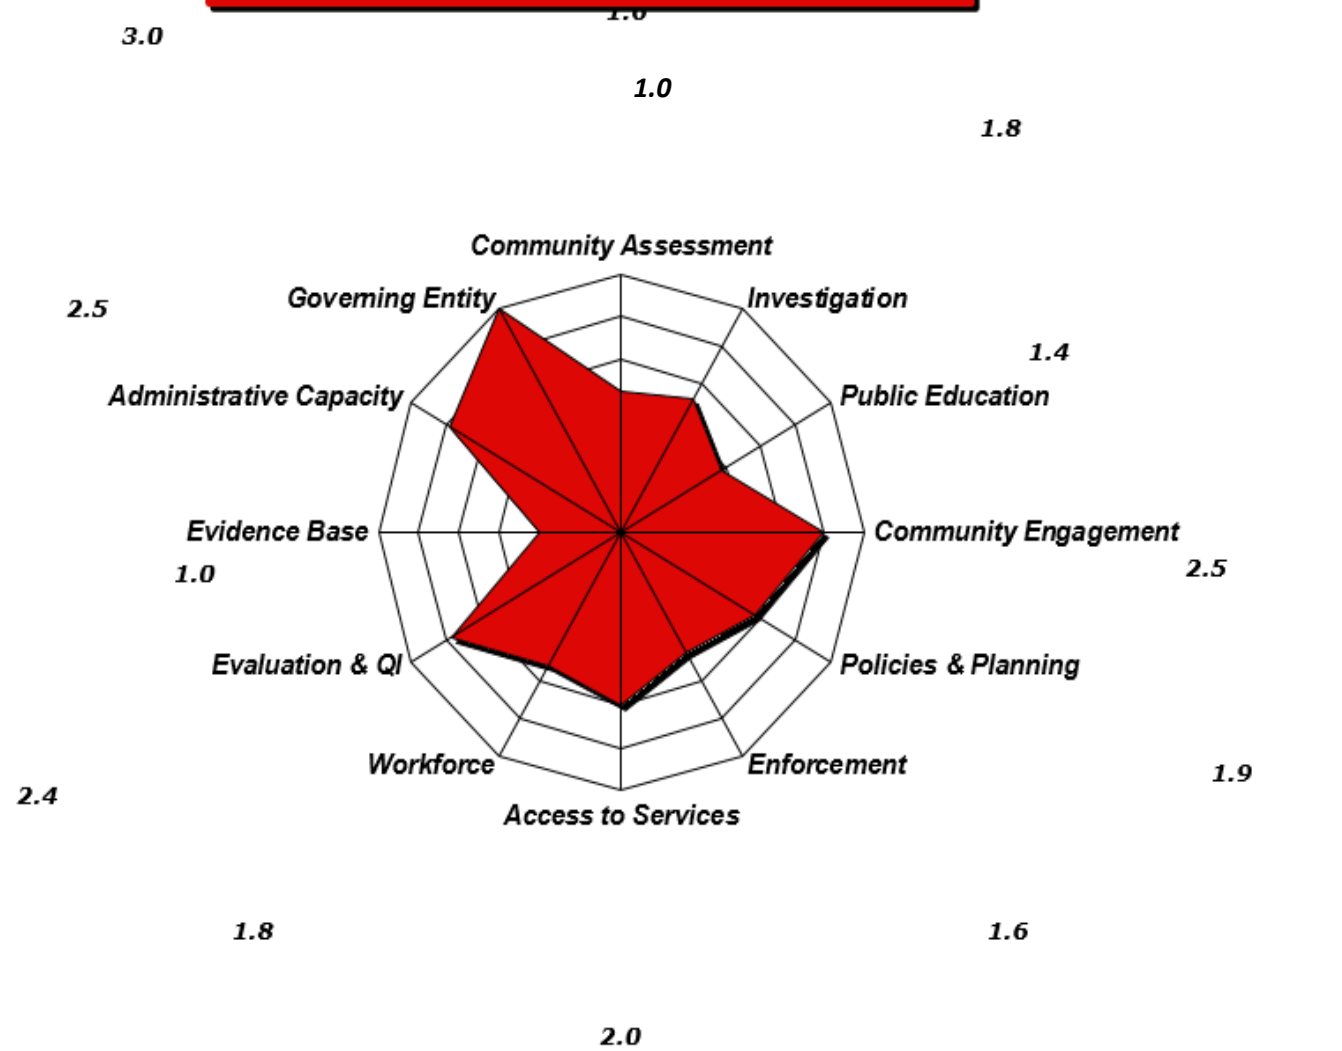 3.0
1.0
1.8
Community Assessment
Governing Entity
Investigation
2.5
1.4
Administrative Capacity
Public Education
Evidence Base
Community Engagement
1.0
2.5
Evaluation & QI
Policies & Planning
Workforce
Enforcement
1.9
2.4
Access to Services
1.8
1.6
2.0